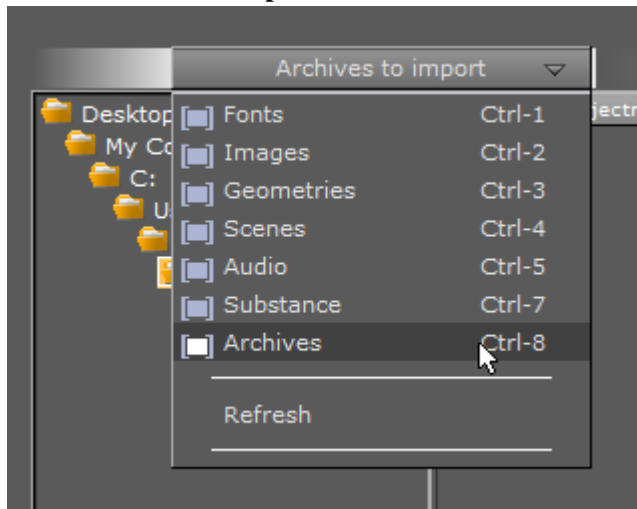 Archives to import
Desktop
Fonts Ctrl-1
My Co
Images Ctrl-2
C:
Geometries Ctrl-3
Scenes Ctrl-4
Audio Ctrl-5
Substance Ctrl-7
Archives Ctrl-8
Refresh